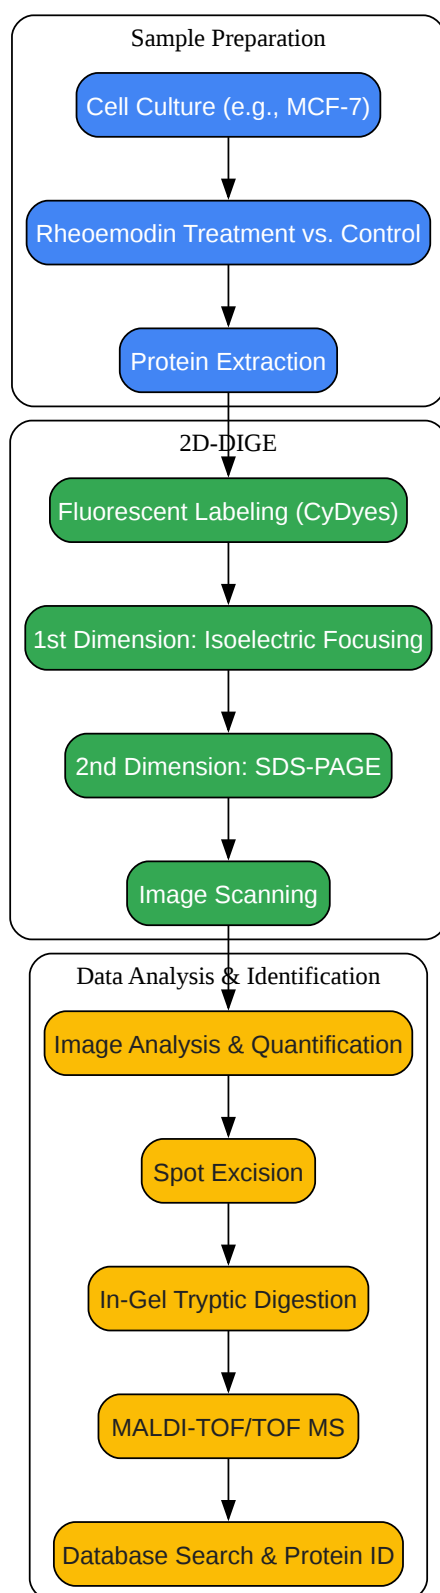 Sample Preparation
Cell Culture (e.g., MCF-7)
Rheoemodin Treatment vs. Control
Protein Extraction
2D-DIGE
Fluorescent Labeling (CyDyes)
1st Dimension: Isoelectric Focusing
2nd Dimension: SDS-PAGE
Image Scanning
Data Analysis & Identification
Image Analysis & Quantification
Spot Excision
In-Gel Tryptic Digestion
MALDI-TOF/TOF MS
Database Search & Protein ID